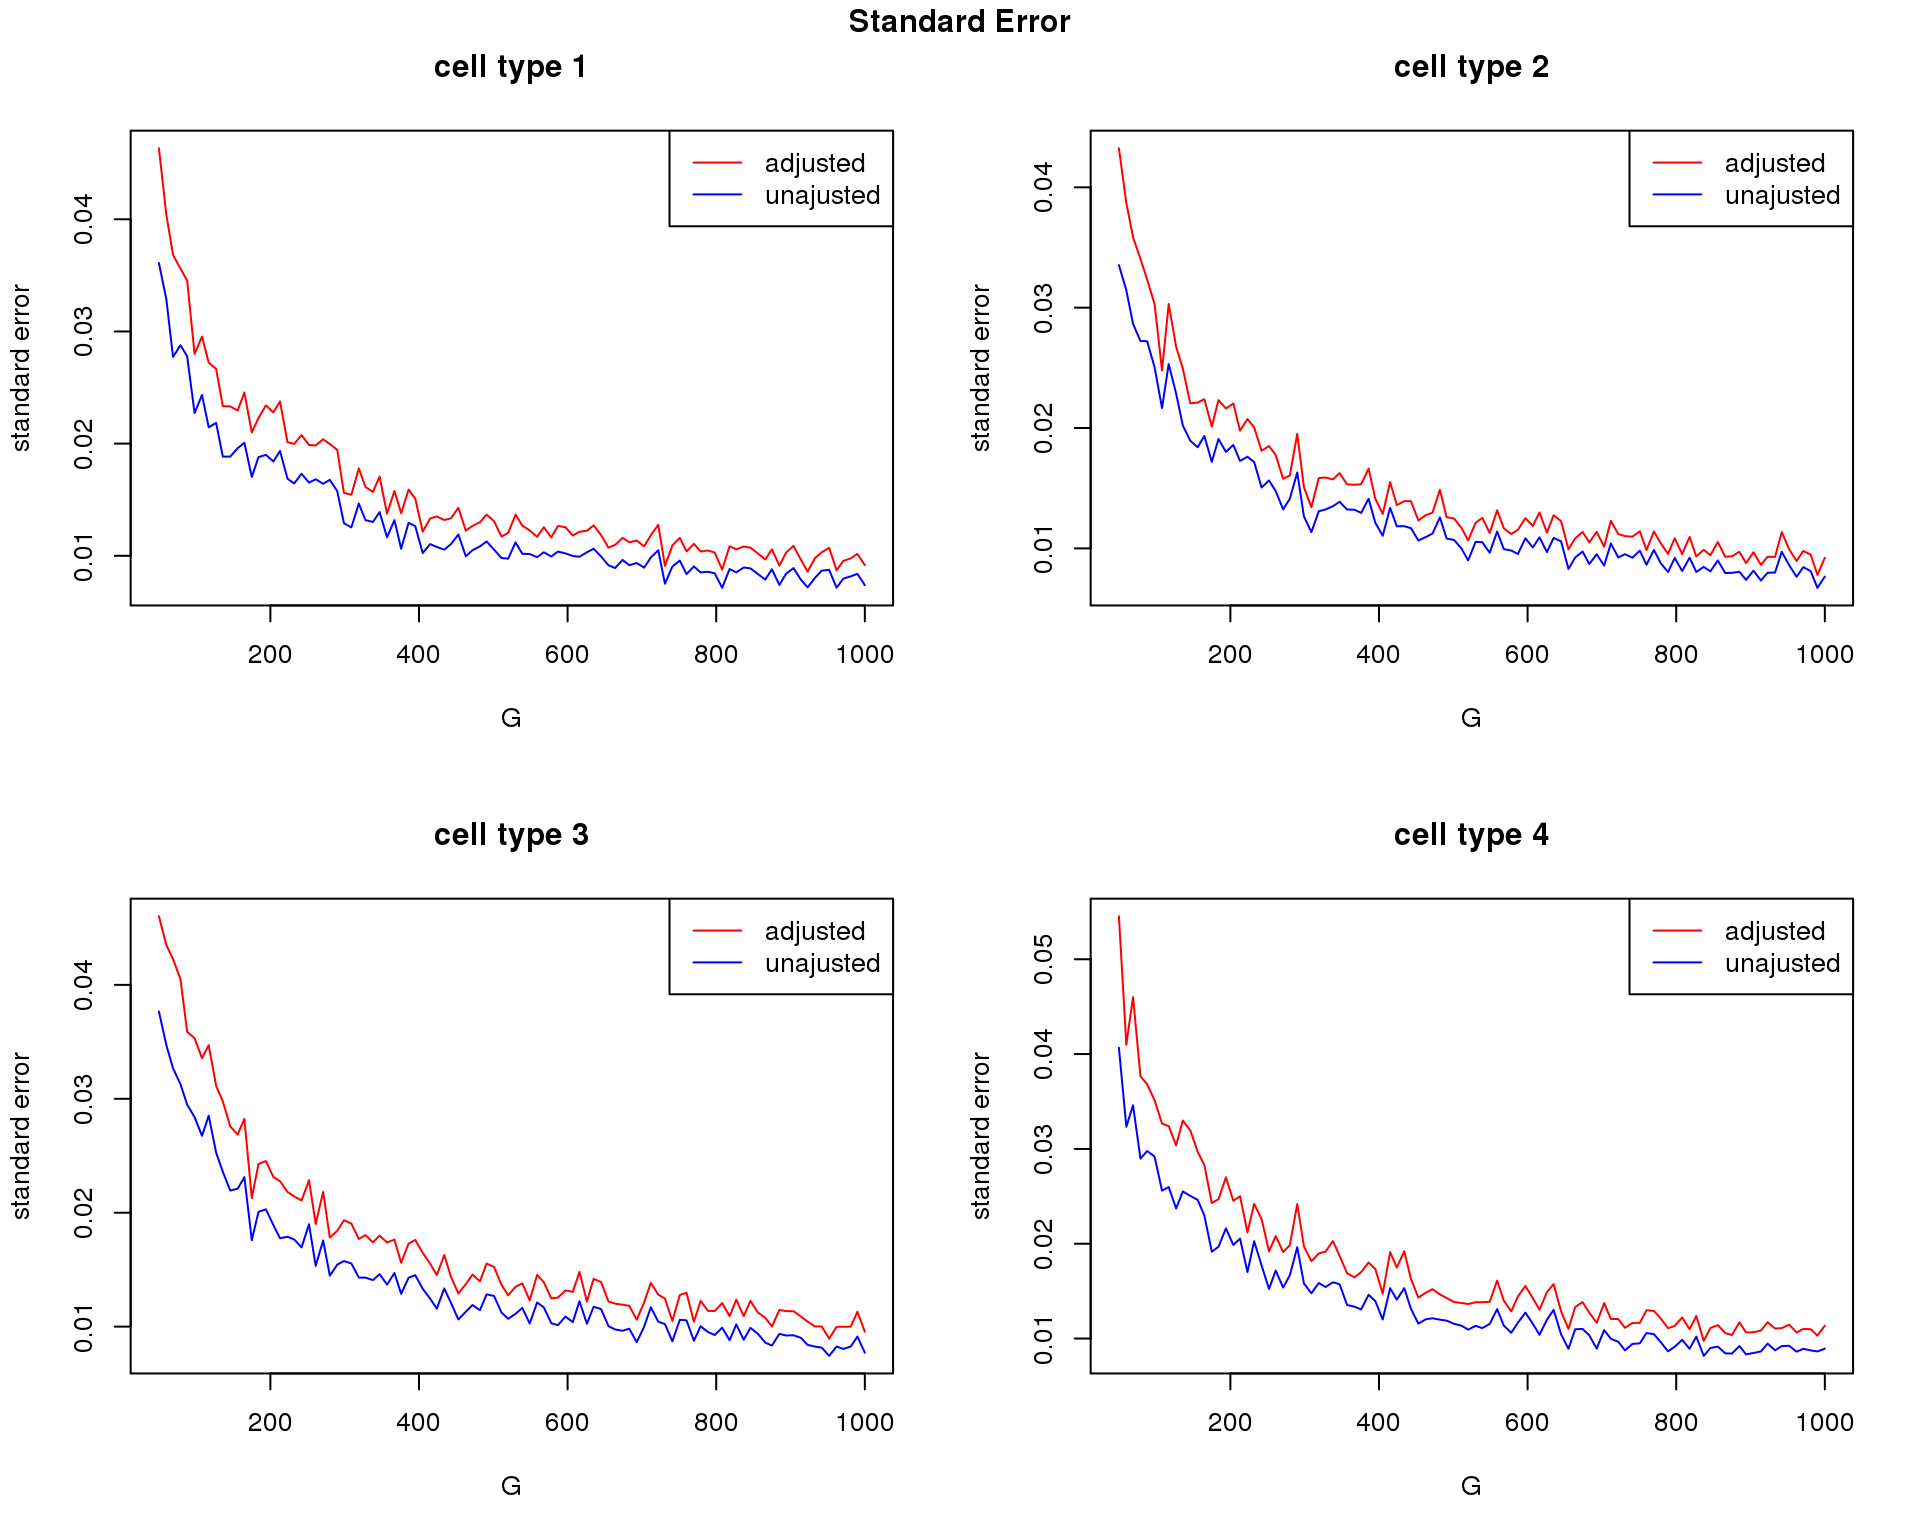 Standard Error
cell type 1
standard error
0.01 0.02 0.03 0.04
adjusted
unajusted
200 400 600 800 1000
G
cell type 2
standard error
0.01 0.02 0.03 0.04
adjusted
unajusted
200 400 600 800 1000
G
cell type 3
standard error
0.01 0.02 0.03 0.04
adjusted
unajusted
200 400 600 800 1000
G
cell type 4
standard error
0.01 0.02 0.03 0.04 0.05
adjusted
unajusted
200 400 600 800 1000
G